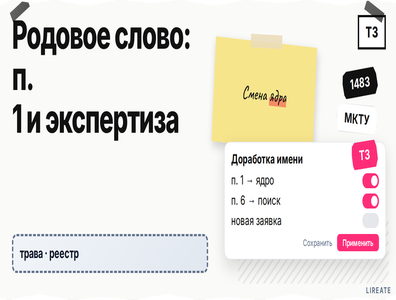 Родовое слово:
п.
1 и экспертиза
ТЗ
Смена ядра
1483
МКТУ
ТЗ
Доработка имени
п. 1 → ядро
п. 6 → поиск
новая заявка
Сохранить
Применить
трава · реестр
LIREATE